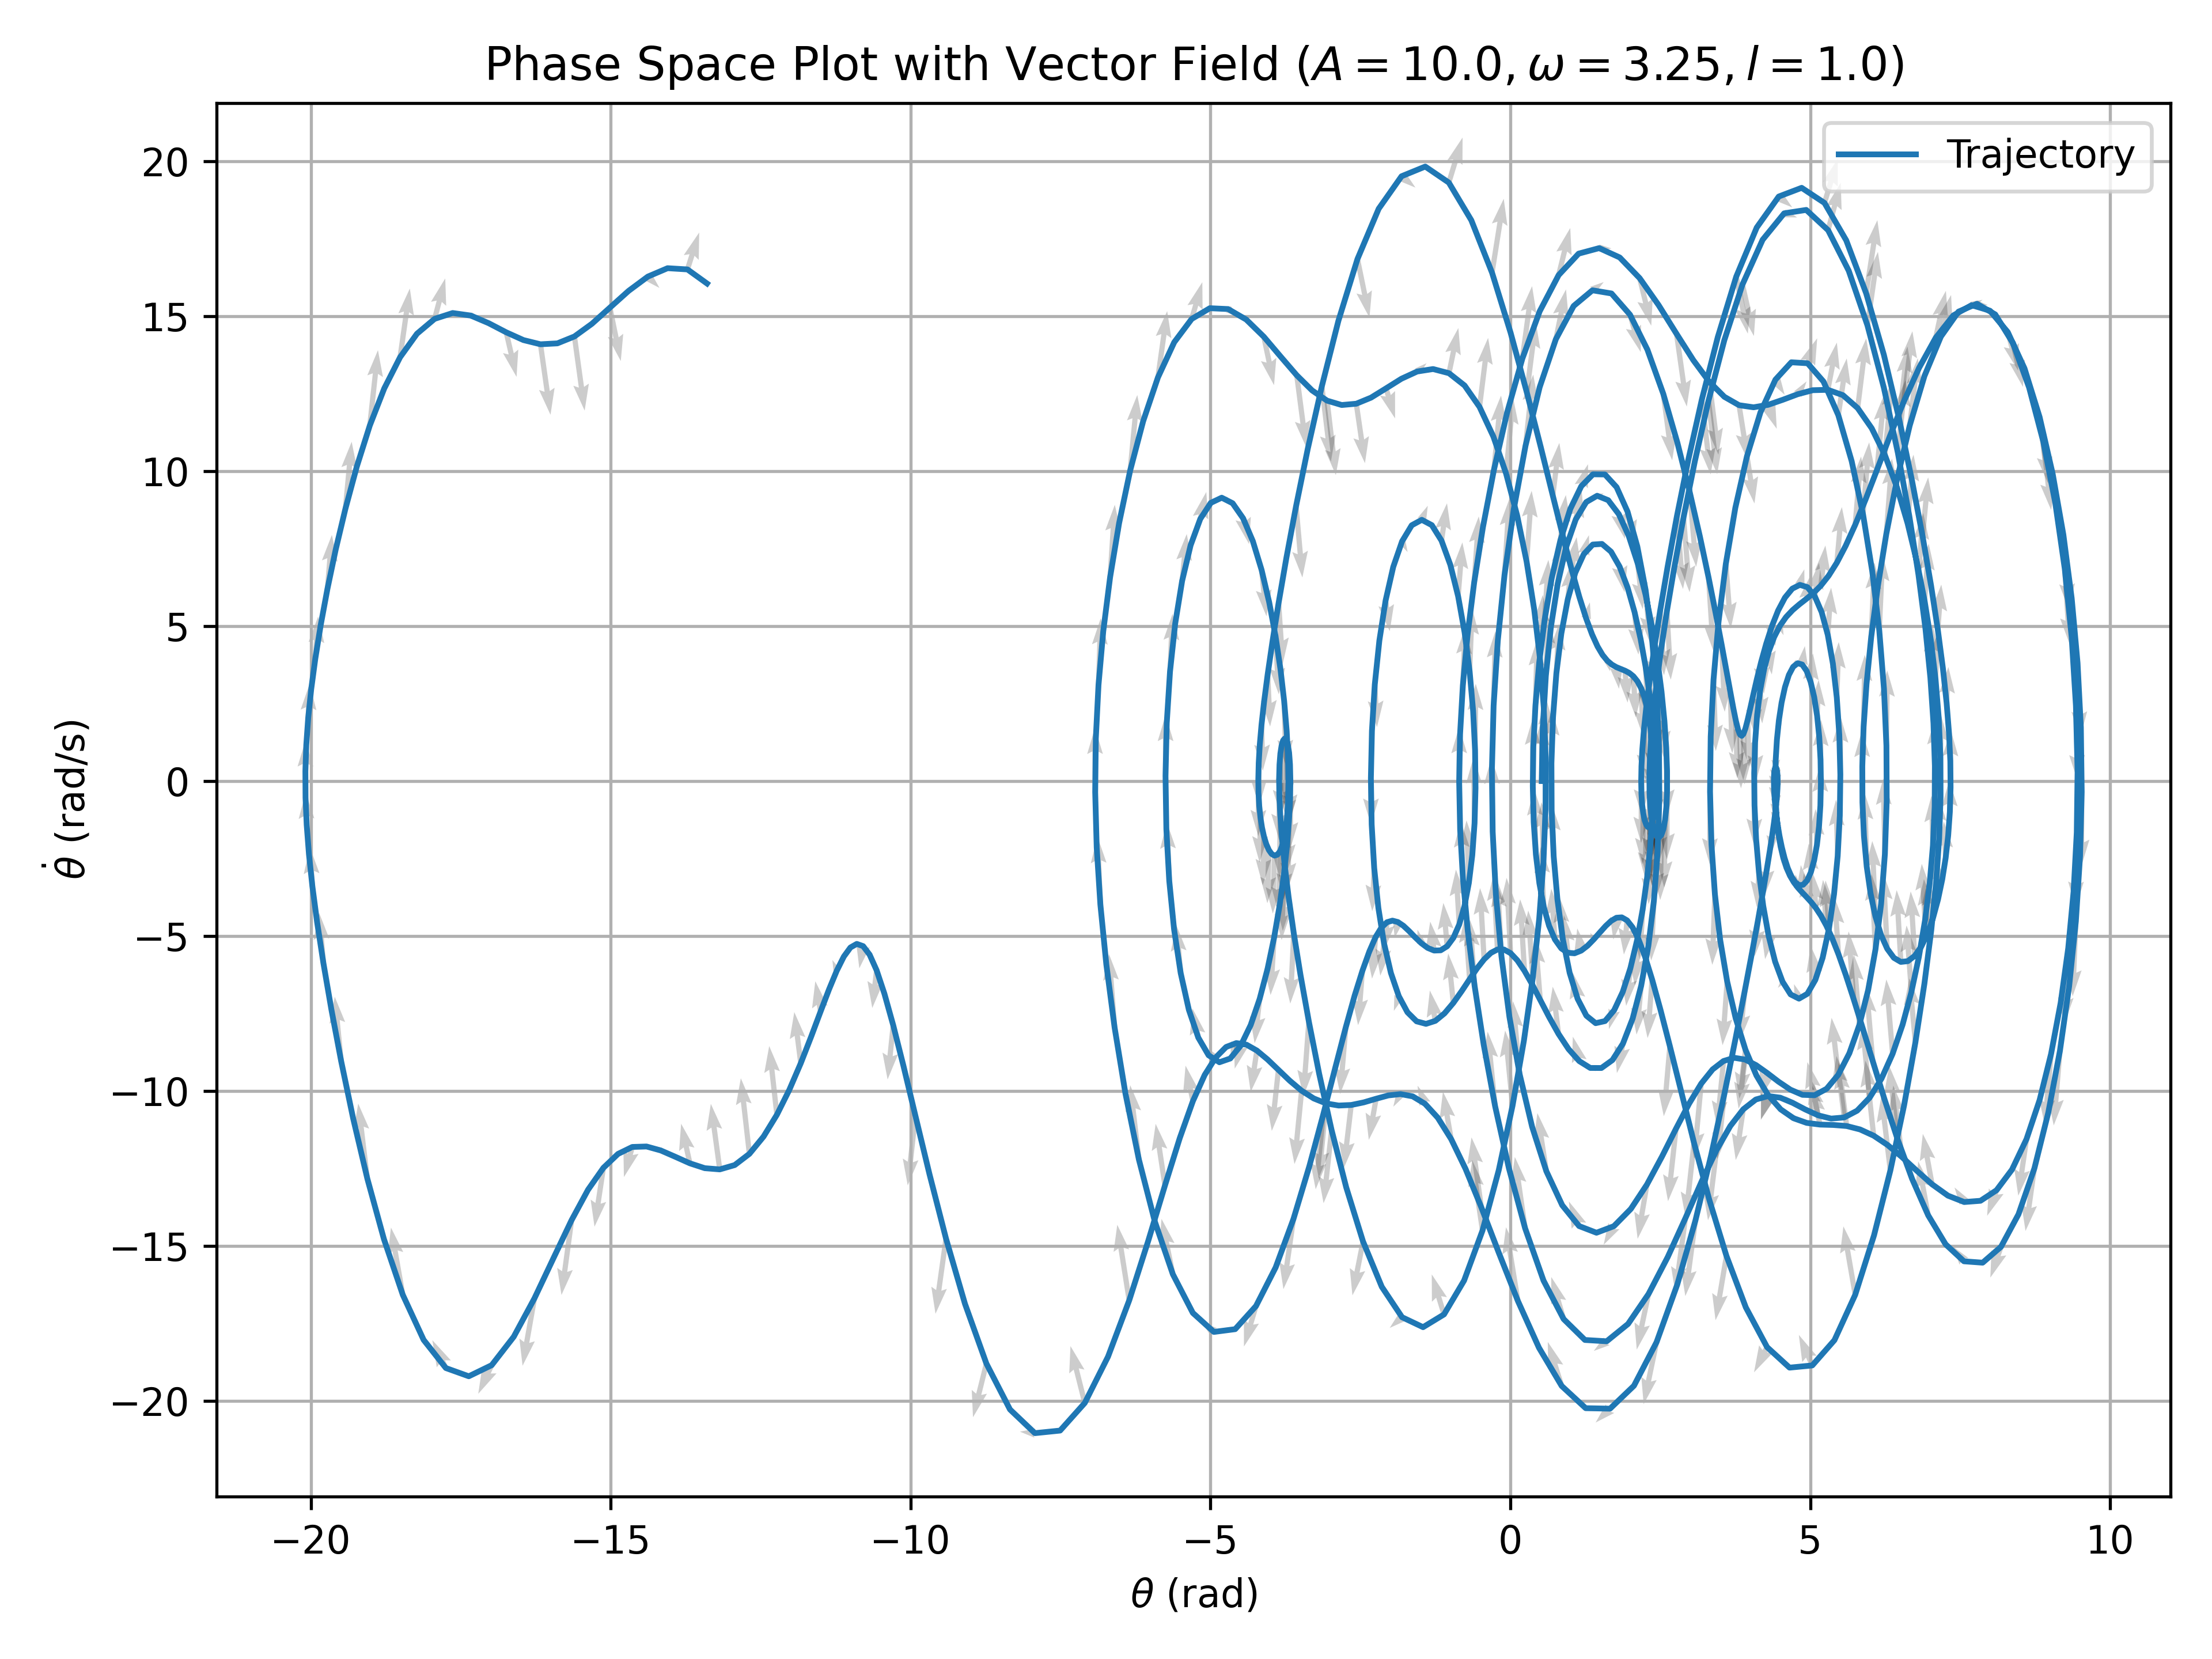 Phase Space Plot with Vector Field (A = 10.0, ω = 3.25, l = 1.0)
Trajectory
20
15
10
5
0
−5
−10
−15
−20
θ̇ (rad/s)
−20 −15 −10 −5 0 5 10
θ (rad)